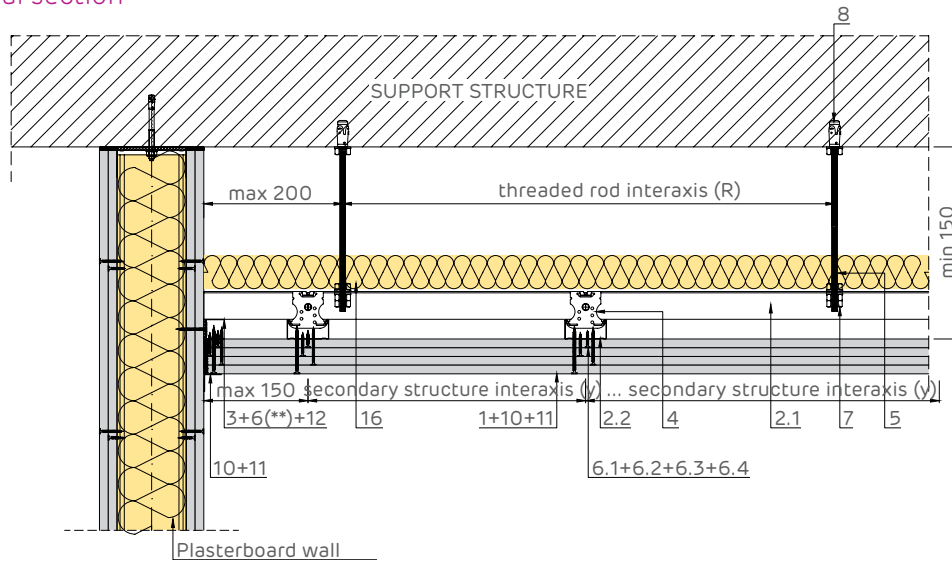 8
SUPPORT STRUCTURE
max 200
threaded rod interaxis (R)
min 150
max 150 secondary structure interaxis (y) ... secondary structure interaxis (y)
3+6(**)+12 16 1+10+11 2.2 4 2.1 7 5
10+11 6.1+6.2+6.3+6.4
Plasterboard wall